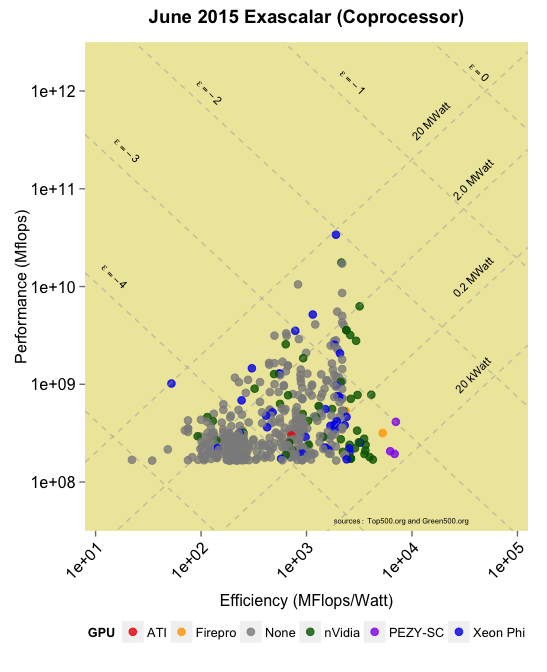 June 2015 Exascalar (Coprocessor)
Performance (Mflops)
1e+12
1e+11
1e+10
1e+09
1e+08
ε = − 2
ε = − 1
ε = 0
ε = − 3
ε = − 4
20 MWatt
2.0 MWatt
0.2 MWatt
20 kWatt
sources : Top500.org and Green500.org
1e+01 1e+02 1e+03 1e+04 1e+05
Efficiency (MFlops/Watt)
GPU ATI Firepro None nVidia PEZY-SC Xeon Phi